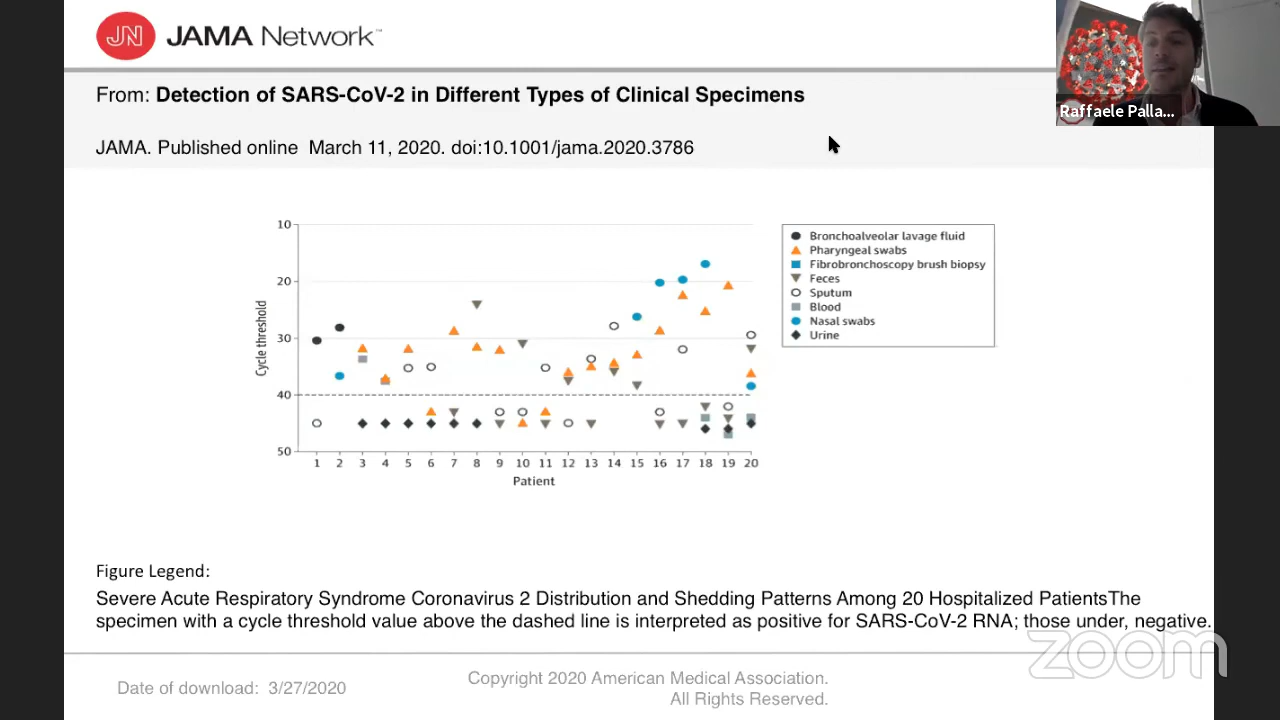 JN JAMA Network™
From: Detection of SARS-CoV-2 in Different Types of Clinical Specimens
Raffaele Palla...
JAMA. Published online March 11, 2020. doi:10.1001/jama.2020.3786
10
20
30
40
50
Cycle threshold
1 2 3 4 5 6 7 8 9 10 11 12 13 14 15 16 17 18 19 20
Patient
Bronchoalveolar lavage fluid
Pharyngeal swabs
Fibrobronchoscopy brush biopsy
Feces
Sputum
Blood
Nasal swabs
Urine
Figure Legend:
Severe Acute Respiratory Syndrome Coronavirus 2 Distribution and Shedding Patterns Among 20 Hospitalized PatientsThe
specimen with a cycle threshold value above the dashed line is interpreted as positive for SARS-CoV-2 RNA; those under, negative.
zoom
Date of download: 3/27/2020
Copyright 2020 American Medical Association.
All Rights Reserved.